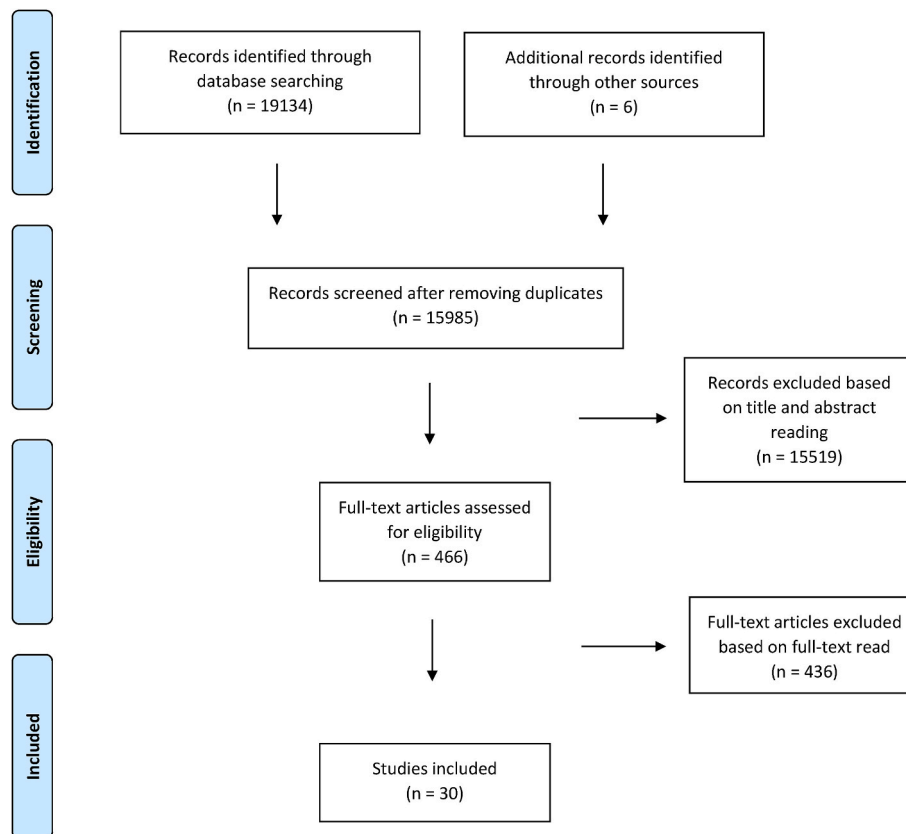 Identification
Records identified through
database searching
(n = 19134)
Additional records identified
through other sources
(n = 6)
Screening
Records screened after removing duplicates
(n = 15985)
Records excluded based
on title and abstract
reading
(n = 15519)
Eligibility
Full-text articles assessed
for eligibility
(n = 466)
Full-text articles excluded
based on full-text read
(n = 436)
Included
Studies included
(n = 30)